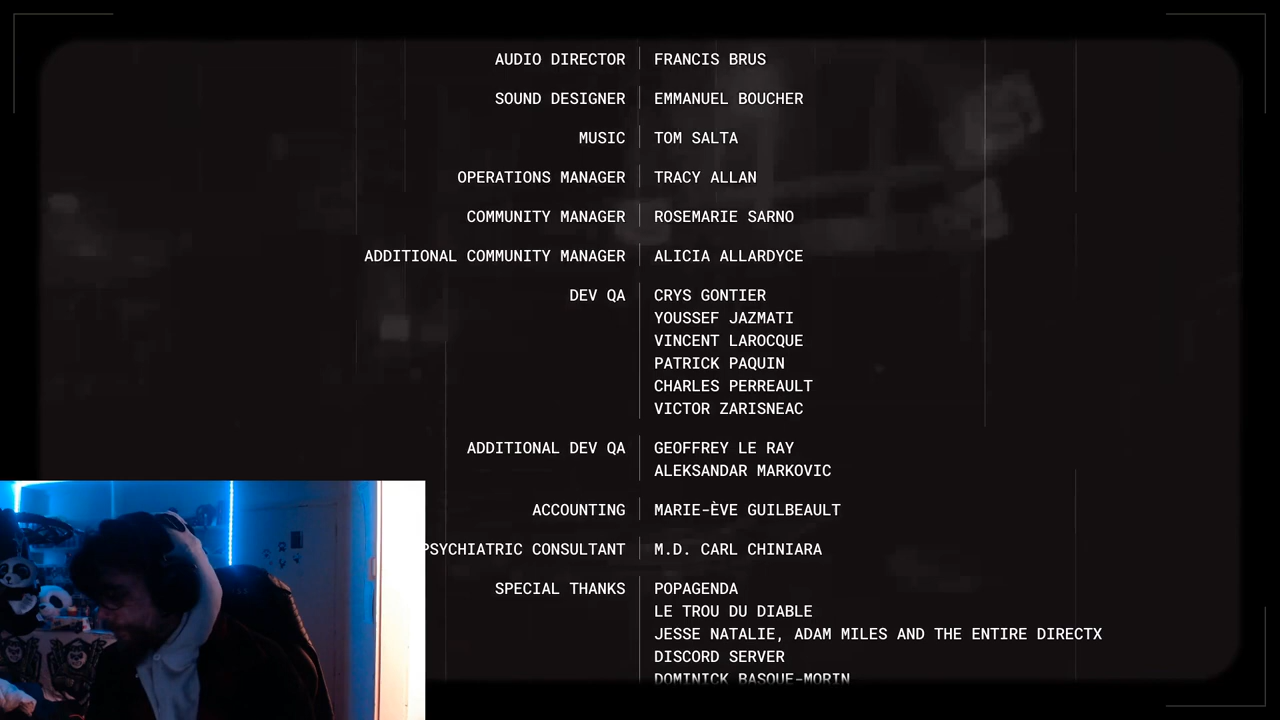 AUDIO DIRECTOR FRANCIS BRUS
SOUND DESIGNER EMMANUEL BOUCHER
MUSIC TOM SALTA
OPERATIONS MANAGER TRACY ALLAN
COMMUNITY MANAGER ROSEMARIE SARNO
ADDITIONAL COMMUNITY MANAGER ALICIA ALLARDYCE
DEV QA CRYS GONTIER
YOUSSEF JAZMATI
VINCENT LAROCQUE
PATRICK PAQUIN
CHARLES PERREAULT
VICTOR ZARISNEAC
ADDITIONAL DEV QA GEOFFREY LE RAY
ALEKSANDAR MARKOVIC
ACCOUNTING MARIE-ÈVE GUILBEAULT
PSYCHIATRIC CONSULTANT M.D. CARL CHINIARA
SPECIAL THANKS POPAGENDA
LE TROU DU DIABLE
JESSE NATALIE, ADAM MILES AND THE ENTIRE DIRECTX
DISCORD SERVER
DOMINICK BASQUE-MORIN